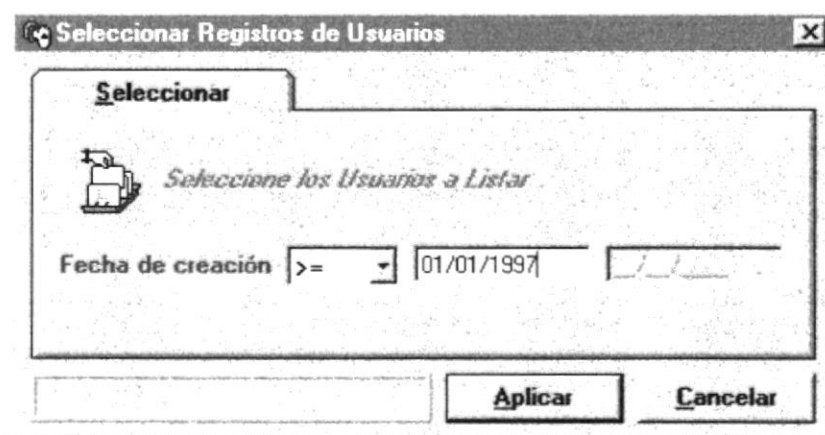 Seleccionar Registros de Usuarios
Seleccionar
Seleccione los Usuarios a Listar
Fecha de creación >= 01/01/1997 __/__/____
Aplicar Cancelar